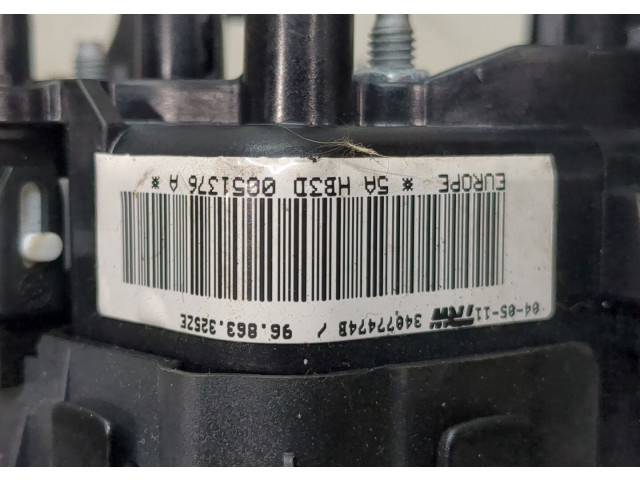 04-05-11 TRW 34077474B / 96.863.325ZE
EUROPE * 5A HB3D 0051376 A *